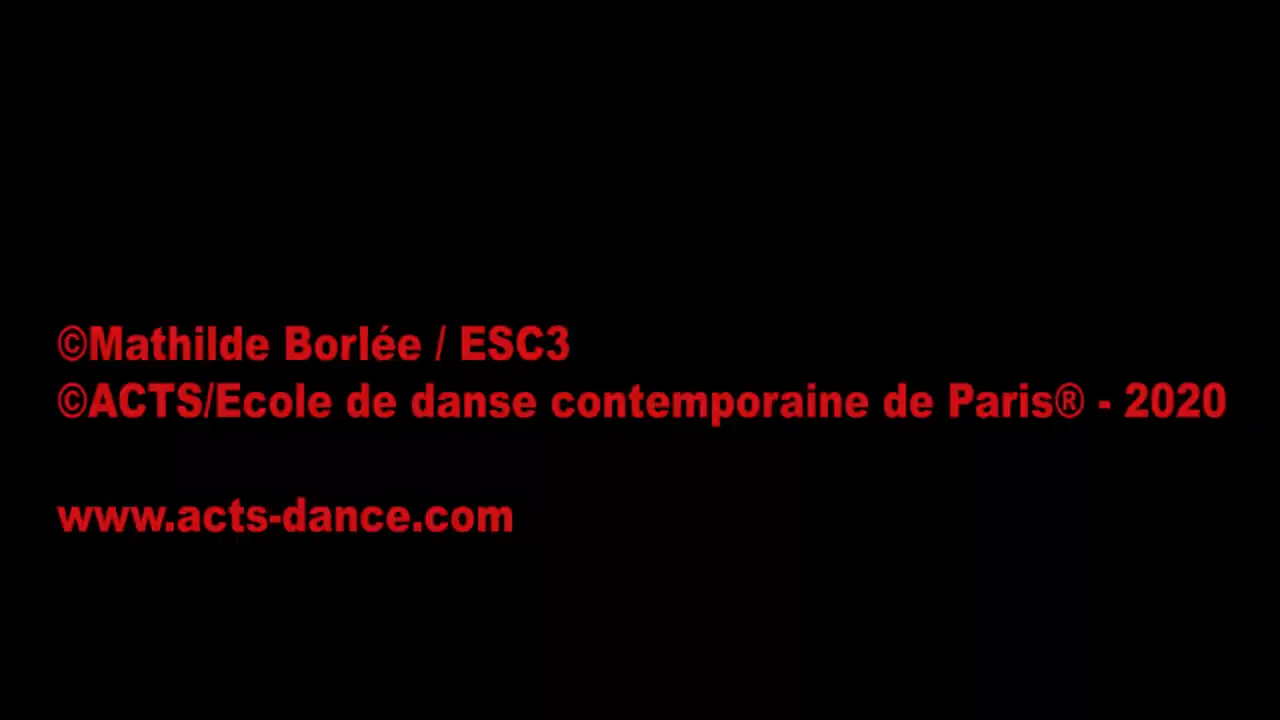 ©Mathilde Borlée / ESC3
©ACTS/Ecole de danse contemporaine de Paris® - 2020
www.acts-dance.com